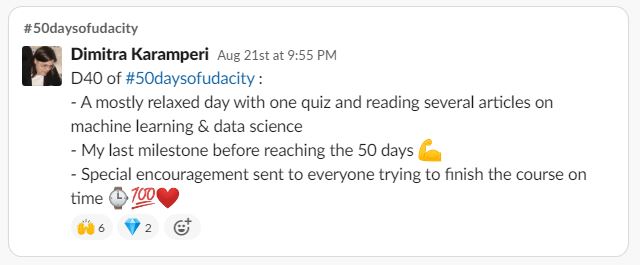 #50daysofudacity
Dimitra Karamperi Aug 21st at 9:55 PM
D40 of #50daysofudacity :
- A mostly relaxed day with one quiz and reading several articles on
machine learning & data science
- My last milestone before reaching the 50 days 💪
- Special encouragement sent to everyone trying to finish the course on
time ⌚💯❤️
🙌 6 💎 2